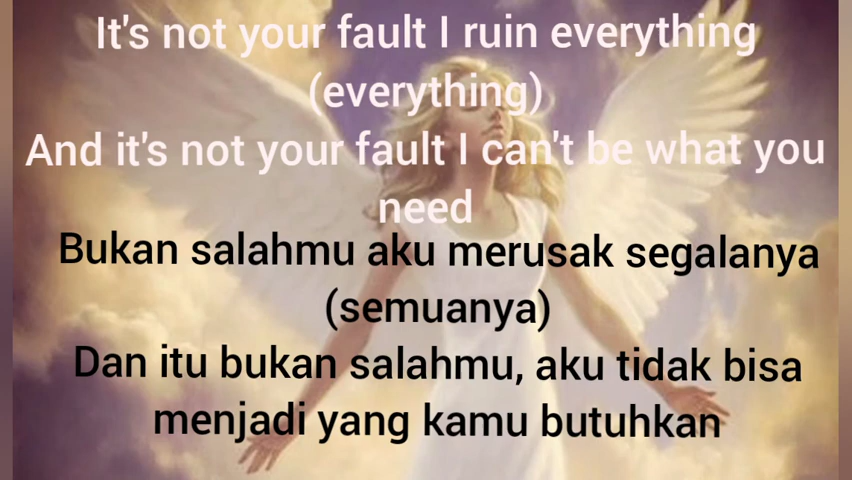 It's not your fault I ruin everything
(everything)
And it's not your fault I can't be what you
need
Bukan salahmu aku merusak segalanya
(semuanya)
Dan itu bukan salahmu, aku tidak bisa
menjadi yang kamu butuhkan